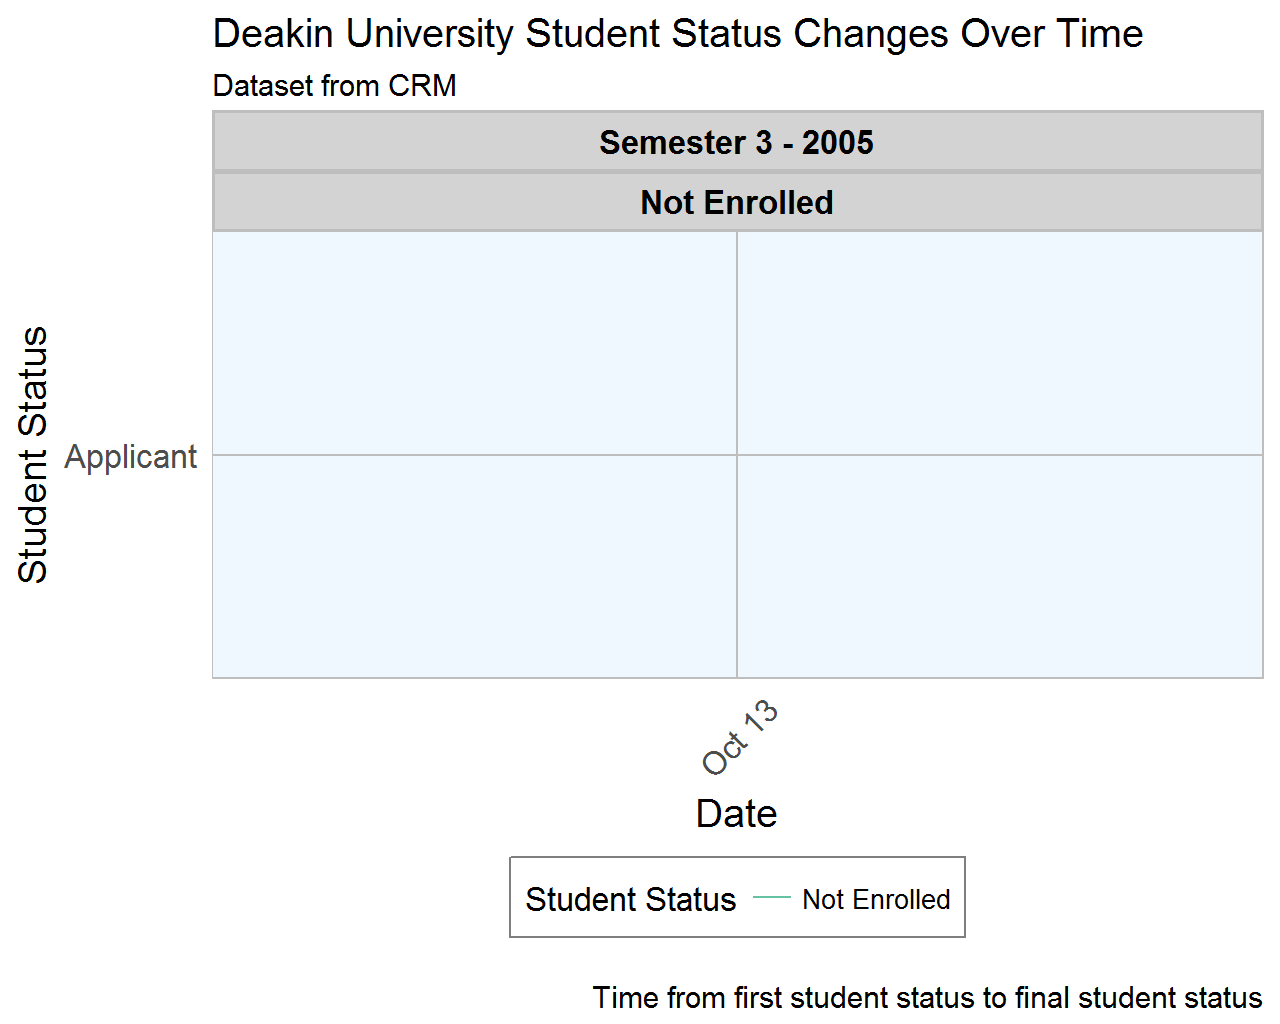 Deakin University Student Status Changes Over Time
Dataset from CRM
Semester 3 - 2005
Not Enrolled
Student Status
Applicant
Oct 13
Date
Student Status Not Enrolled
Time from first student status to final student status